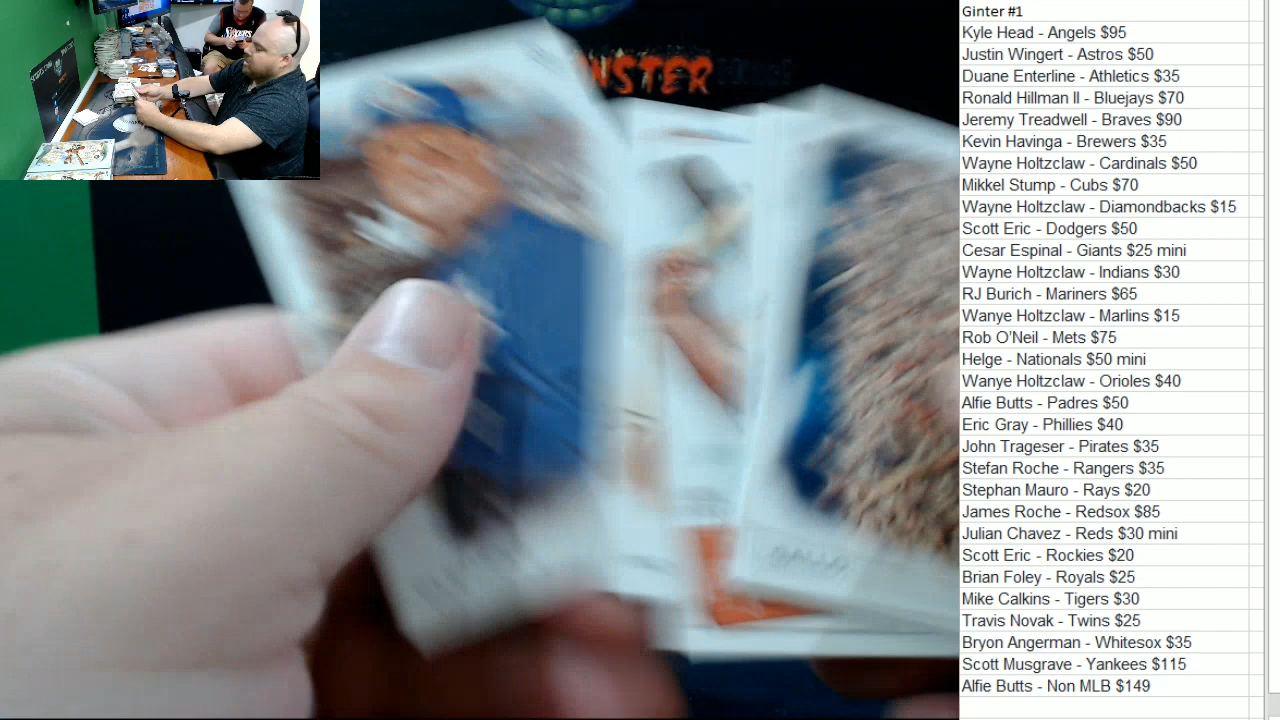 NSTER
Ginter #1
Kyle Head - Angels $95
Justin Wingert - Astros $50
Duane Enterline - Athletics $35
Ronald Hillman ll - Bluejays $70
Jeremy Treadwell - Braves $90
Kevin Havinga - Brewers $35
Wayne Holtzclaw - Cardinals $50
Mikkel Stump - Cubs $70
Wayne Holtzclaw - Diamondbacks $15
Scott Eric - Dodgers $50
Cesar Espinal - Giants $25 mini
Wayne Holtzclaw - Indians $30
RJ Burich - Mariners $65
Wanye Holtzclaw - Marlins $15
Rob O'Neil - Mets $75
Helge - Nationals $50 mini
Wanye Holtzclaw - Orioles $40
Alfie Butts - Padres $50
Eric Gray - Phillies $40
John Trageser - Pirates $35
Stefan Roche - Rangers $35
Stephan Mauro - Rays $20
James Roche - Redsox $85
Julian Chavez - Reds $30 mini
Scott Eric - Rockies $20
Brian Foley - Royals $25
Mike Calkins - Tigers $30
Travis Novak - Twins $25
Bryon Angerman - Whitesox $35
Scott Musgrave - Yankees $115
Alfie Butts - Non MLB $149